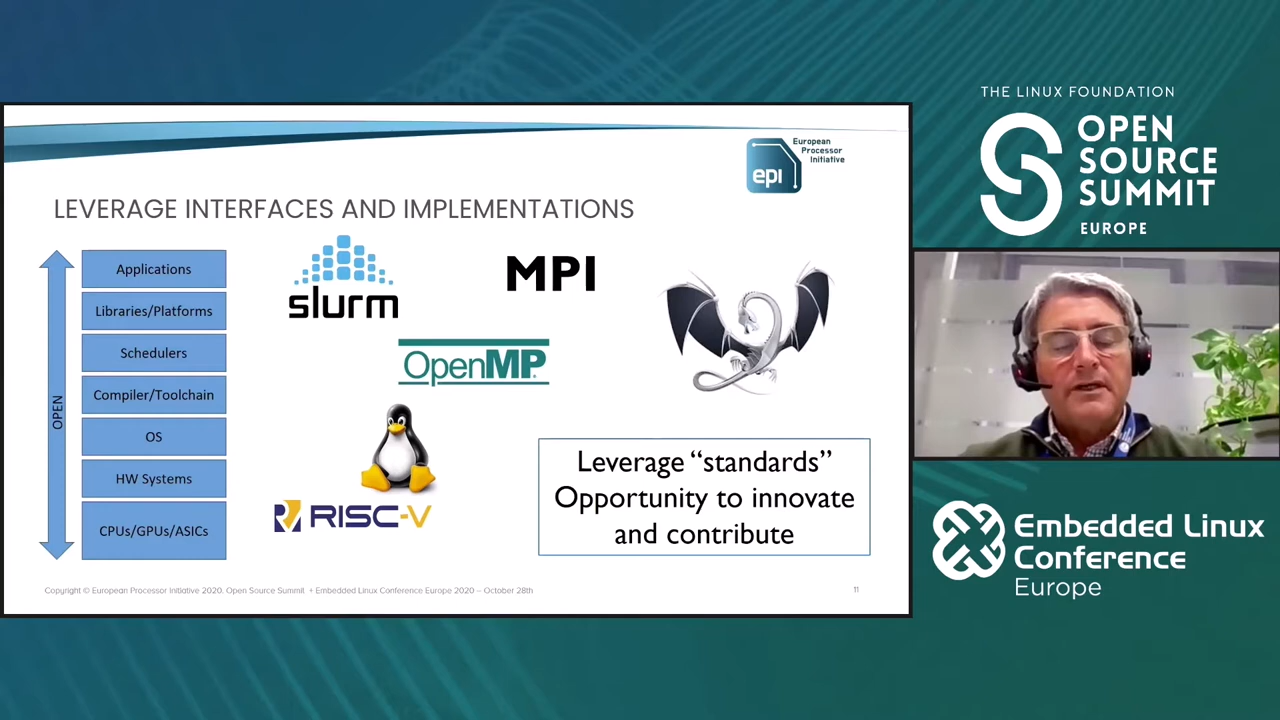 THE LINUX FOUNDATION
OPEN
SOURCE
SUMMIT
EUROPE
European
Processor
Initiative
epi
LEVERAGE INTERFACES AND IMPLEMENTATIONS
OPEN
Applications
Libraries/Platforms
Schedulers
Compiler/Toolchain
OS
HW Systems
CPUs/GPUs/ASICs
slurm
MPI
OpenMP
RISC-V
Leverage “standards”
Opportunity to innovate
and contribute
Copyright © European Processor Initiative 2020. Open Source Summit + Embedded Linux Conference Europe 2020 – October 28th
11
Embedded Linux
Conference
Europe